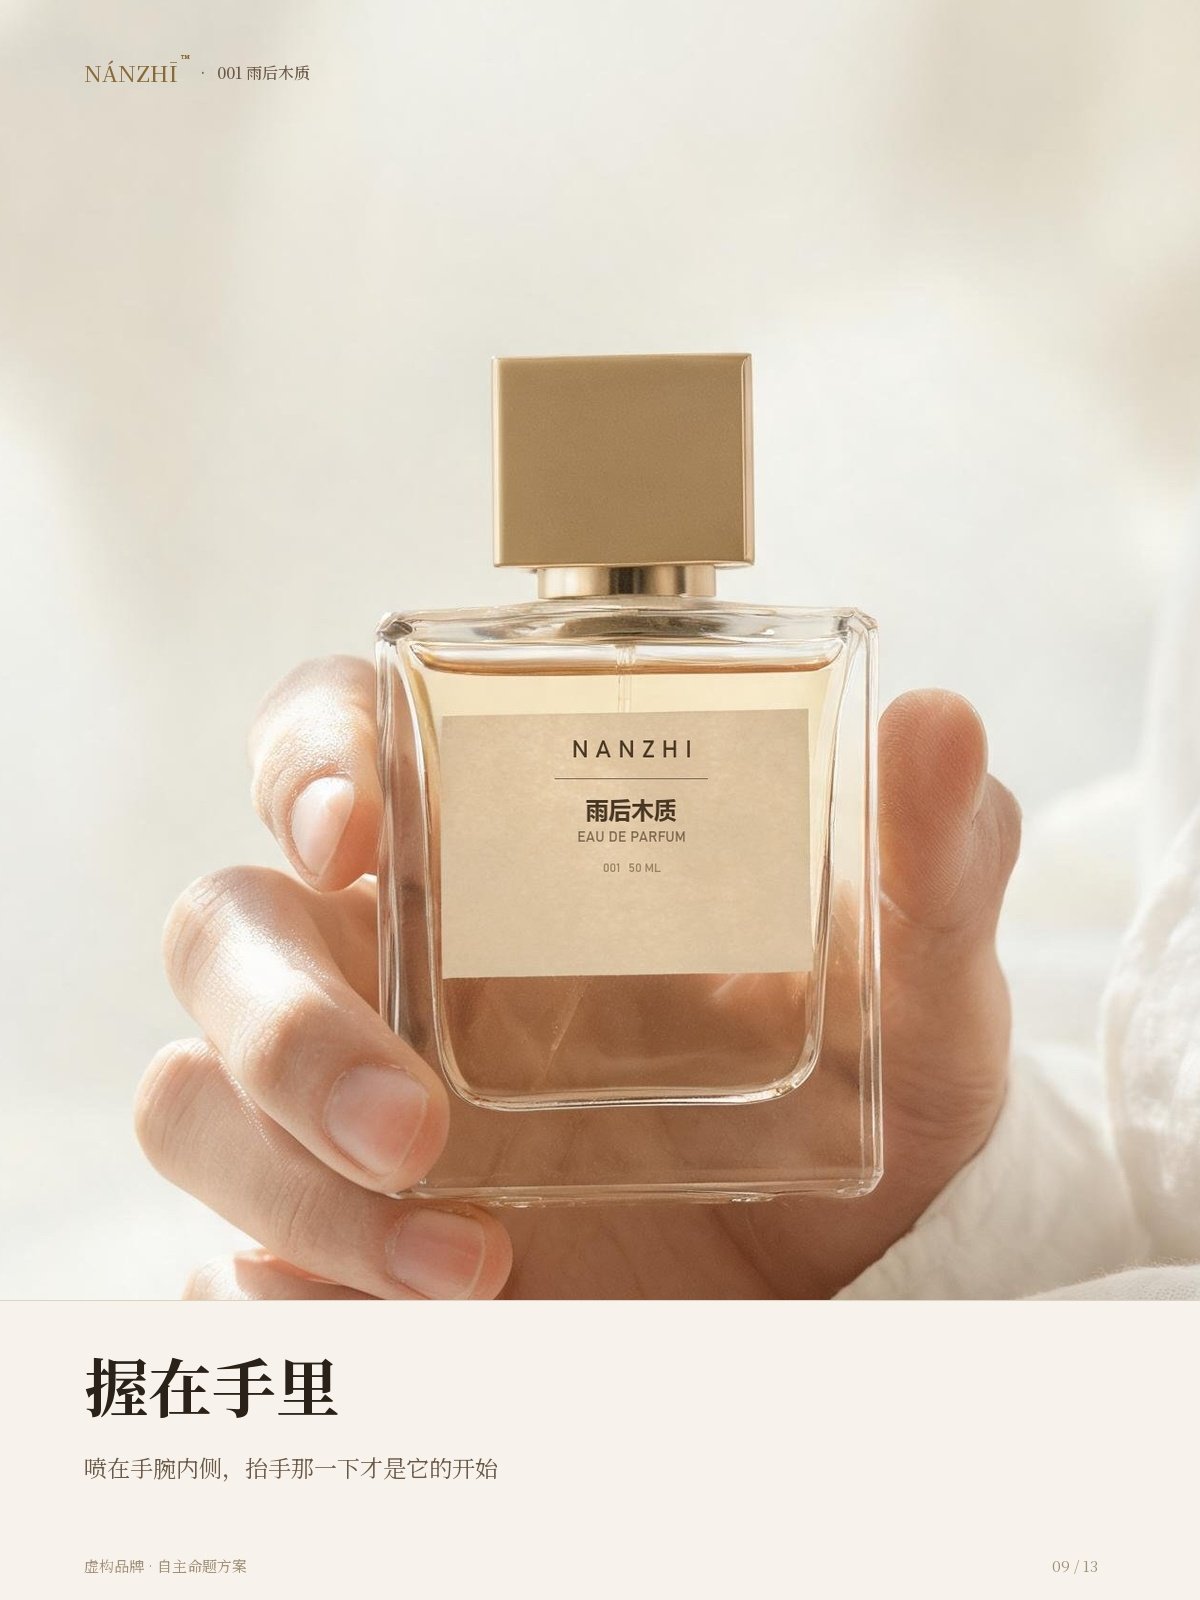 NÁNZHĪ™ · 001 雨后木质
NANZHI
雨后木质
EAU DE PARFUM
001 50 ML
握在手里
喷在手腕内侧，抬手那一下才是它的开始
虚构品牌 · 自主命题方案
09 / 13